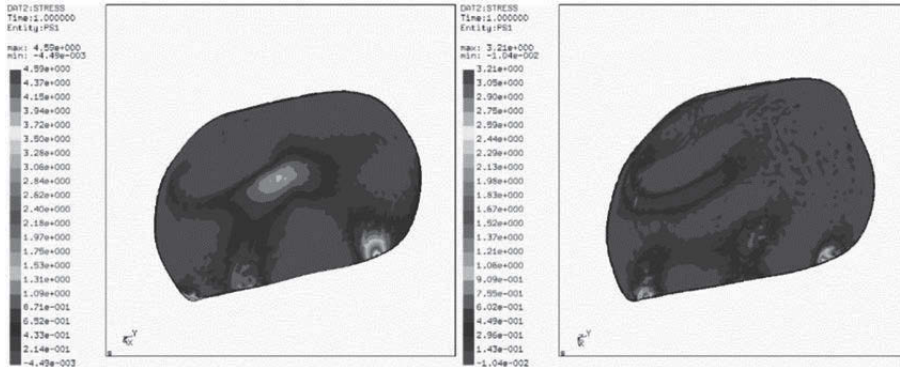 DAT2:STRESS
Time:1.000000
Entity:PS1
max: 4.59e+000
min: -4.49e-003
4.59e+000
4.37e+000
4.15e+000
3.94e+000
3.72e+000
3.50e+000
3.28e+000
3.06e+000
2.84e+000
2.62e+000
2.40e+000
2.18e+000
1.97e+000
1.75e+000
1.53e+000
1.31e+000
1.09e+000
8.71e-001
6.52e-001
4.33e-001
2.14e-001
-4.49e-003
Y
X
DAT2:STRESS
Time:1.000000
Entity:PS1
max: 3.21e+000
min: -1.04e-002
3.21e+000
3.05e+000
2.90e+000
2.75e+000
2.59e+000
2.44e+000
2.29e+000
2.13e+000
1.98e+000
1.83e+000
1.67e+000
1.52e+000
1.37e+000
1.21e+000
1.06e+000
9.09e-001
7.55e-001
6.02e-001
4.49e-001
2.96e-001
1.43e-001
-1.04e-002
Y